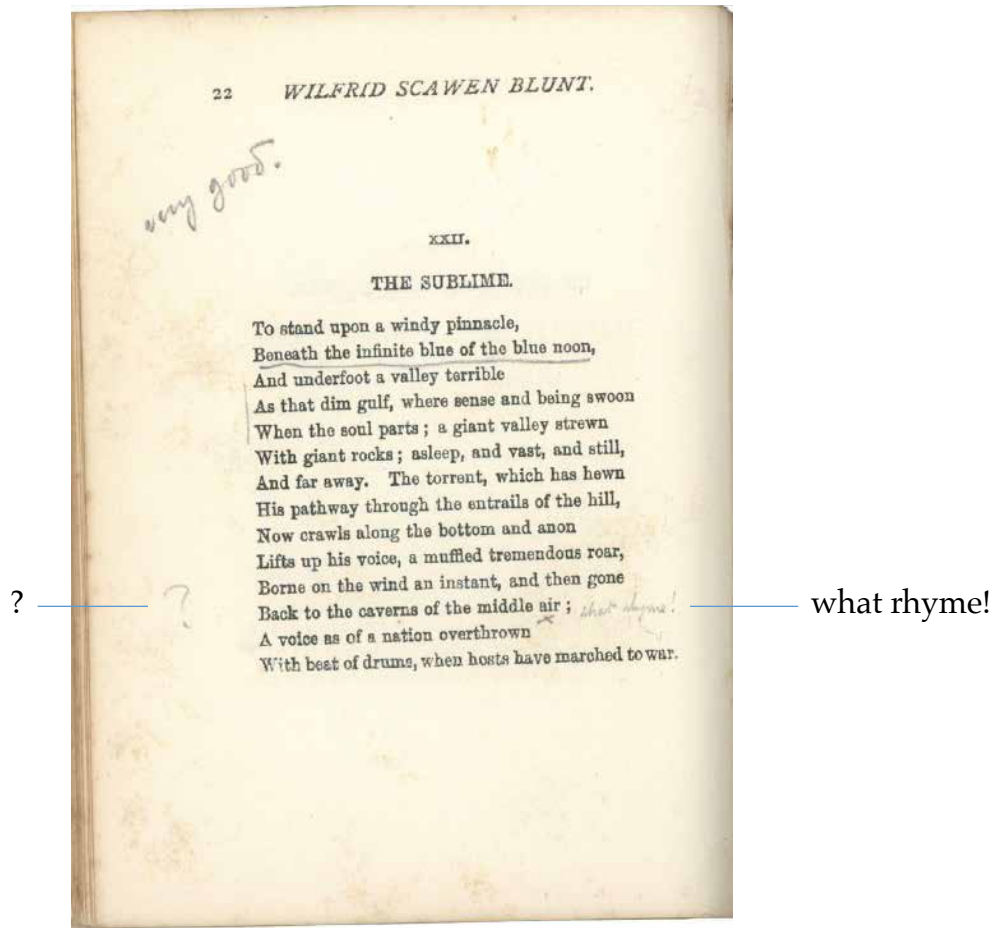 22 WILFRID SCAWEN BLUNT.
very good.
XXII.
THE SUBLIME.
To stand upon a windy pinnacle,
Beneath the infinite blue of the blue noon,
And underfoot a valley terrible
As that dim gulf, where sense and being swoon
When the soul parts; a giant valley strewn
With giant rocks; asleep, and vast, and still,
And far away. The torrent, which has hewn
His pathway through the entrails of the hill,
Now crawls along the bottom and anon
Lifts up his voice, a muffled tremendous roar,
Borne on the wind an instant, and then gone
? ? Back to the caverns of the middle air; what rhyme! what rhyme!
A voice as of a nation overthrown
With beat of drums, when hosts have marched to war.